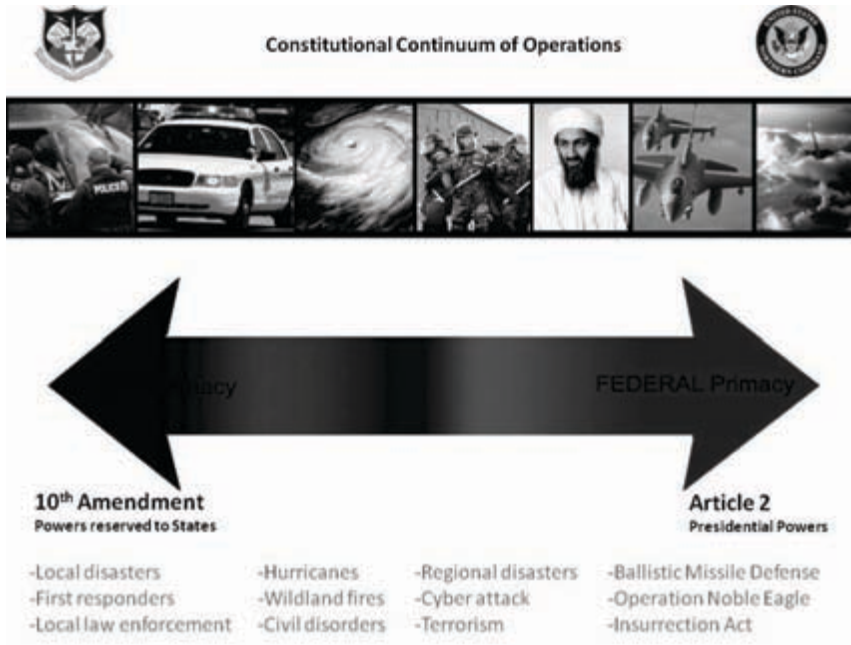 Constitutional Continuum of Operations
POLICE
FEDERAL Primacy
10th Amendment
Powers reserved to States
Article 2
Presidential Powers
-Local disasters
-First responders
-Local law enforcement
-Hurricanes
-Wildland fires
-Civil disorders
-Regional disasters
-Cyber attack
-Terrorism
-Ballistic Missile Defense
-Operation Noble Eagle
-Insurrection Act